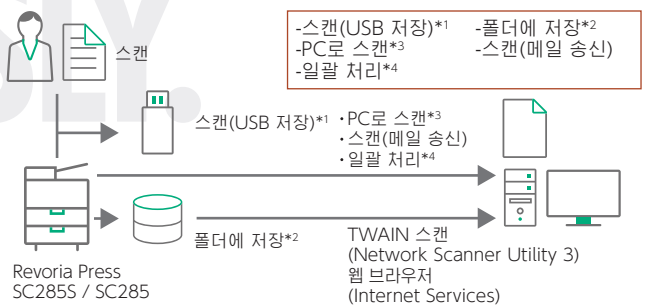 스캔
-스캔(USB 저장)*1 -폴더에 저장*2
-PC로 스캔*3 -스캔(메일 송신)
-일괄 처리*4
스캔(USB 저장)*1
·PC로 스캔*3
·스캔(메일 송신)
·일괄 처리*4
폴더에 저장*2
TWAIN 스캔
(Network Scanner Utility 3)
웹 브라우저
(Internet Services)
Revoria Press
SC285S / SC285